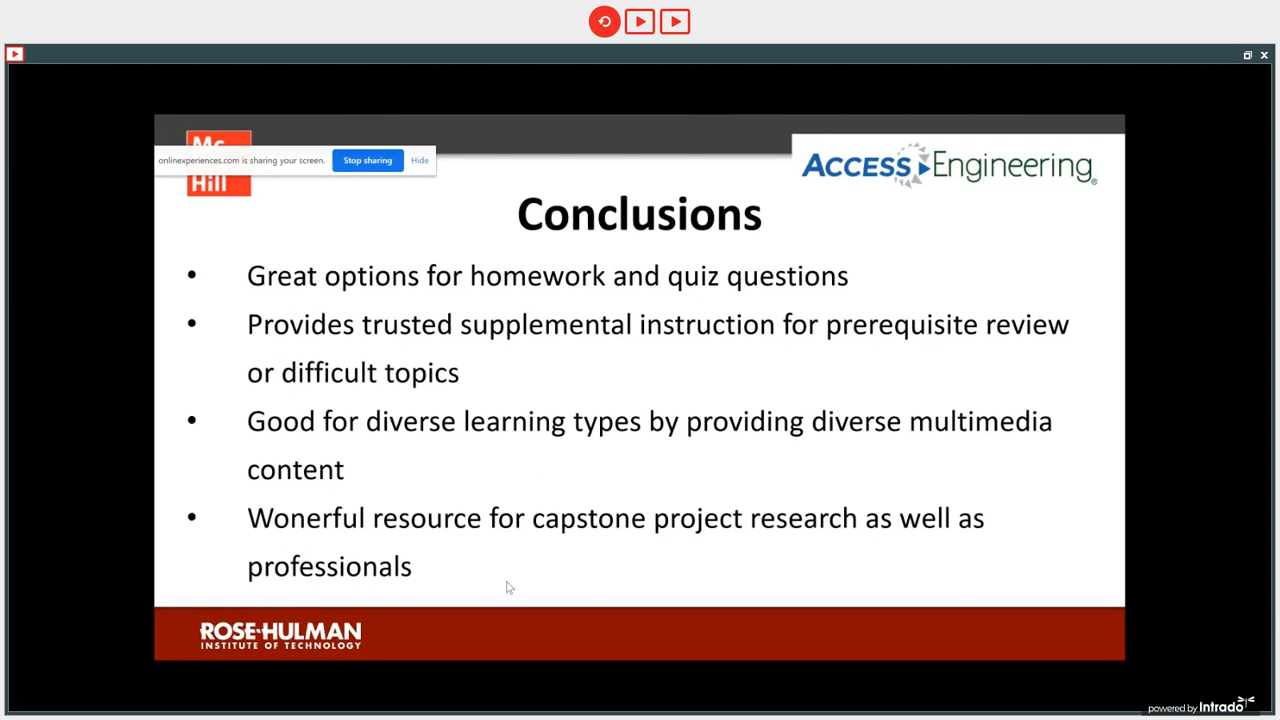 Mc
onlinexperiences.com is sharing your screen. Stop sharing Hide
Hill
ACCESS Engineering®
Conclusions
• Great options for homework and quiz questions
• Provides trusted supplemental instruction for prerequisite review
or difficult topics
• Good for diverse learning types by providing diverse multimedia
content
• Wonerful resource for capstone project research as well as
professionals
ROSE-HULMAN
INSTITUTE OF TECHNOLOGY
powered by Intrado